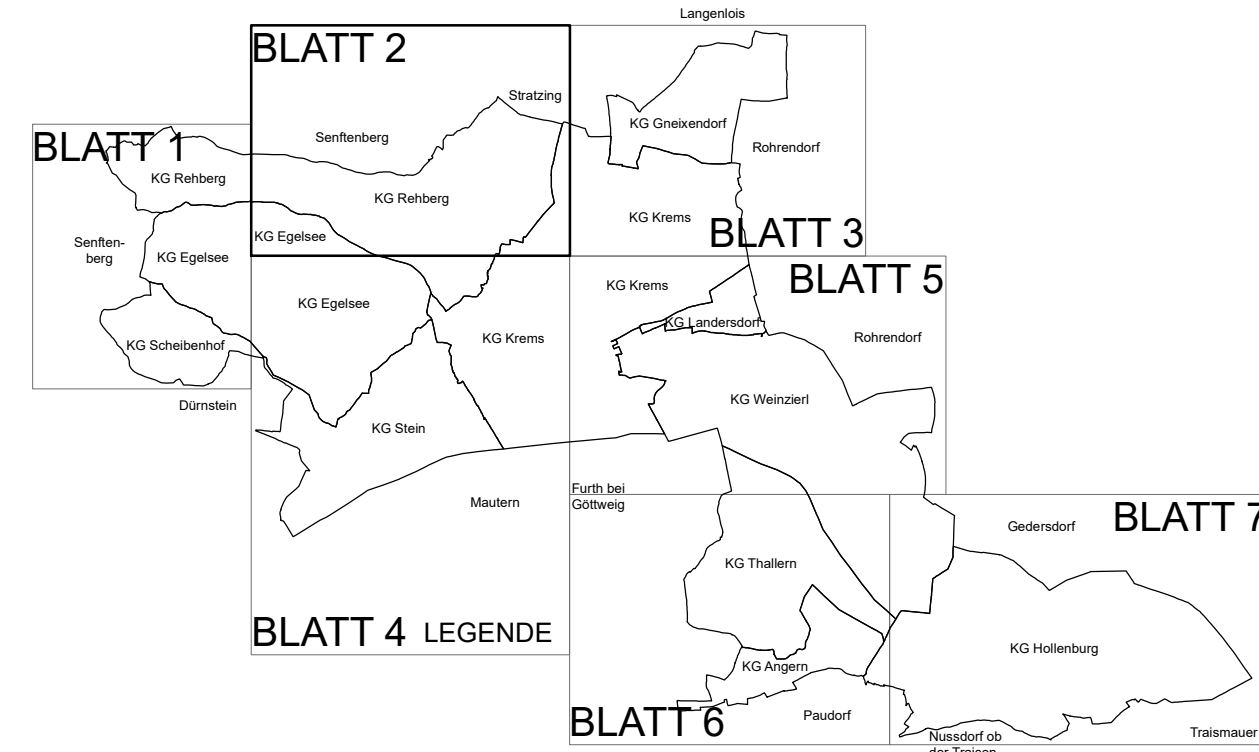 Langenlois
BLATT 2
Stratzing
Senftenberg
KG Gneixendorf
Rohrendorf
BLATT 1
KG Rehberg
KG Rehberg
KG Krems
BLATT 3
KG Egelsee
Senften-
berg
KG Egelsee
KG Krems
BLATT 5
KG Egelsee
KG Landersdorf
Rohrendorf
KG Krems
KG Scheibenhof
KG Weinzierl
Dürnstein
KG Stein
Furth bei
Göttweig
Mautern
Gedersdorf
BLATT 7
KG Thallern
BLATT 4 LEGENDE
KG Hollenburg
KG Angern
BLATT 6
Paudorf
Nussdorf ob
der Traisen
Traismauer